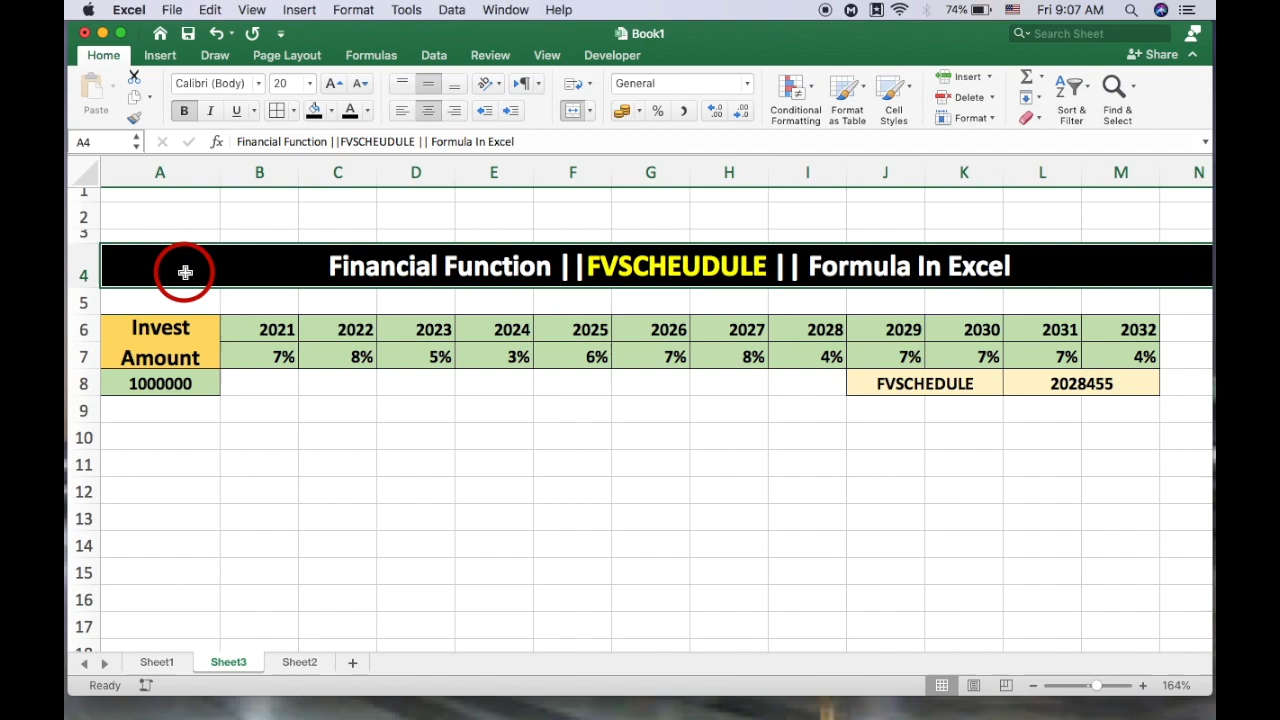 Excel File Edit View Insert Format Tools Data Window Help 74% Fri 9:07 AM
Book1 Search Sheet
Home Insert Draw Page Layout Formulas Data Review View Developer Share
Paste Calibri (Body) 20 A A General Conditional Formatting Format as Table Cell Styles Insert Delete Format Sort & Filter Find & Select
B I U A %
A4 fx Financial Function ||FVSCHEUDULE || Formula In Excel
A B C D E F G H I J K L M N
1
2
3
4 Financial Function ||FVSCHEUDULE || Formula In Excel
5
6 Invest 2021 2022 2023 2024 2025 2026 2027 2028 2029 2030 2031 2032
7 Amount 7% 8% 5% 3% 6% 7% 8% 4% 7% 7% 7% 4%
8 1000000 FVSCHEDULE 2028455
9
10
11
12
13
14
15
16
17
18
Sheet1 Sheet3 Sheet2 +
Ready 164%